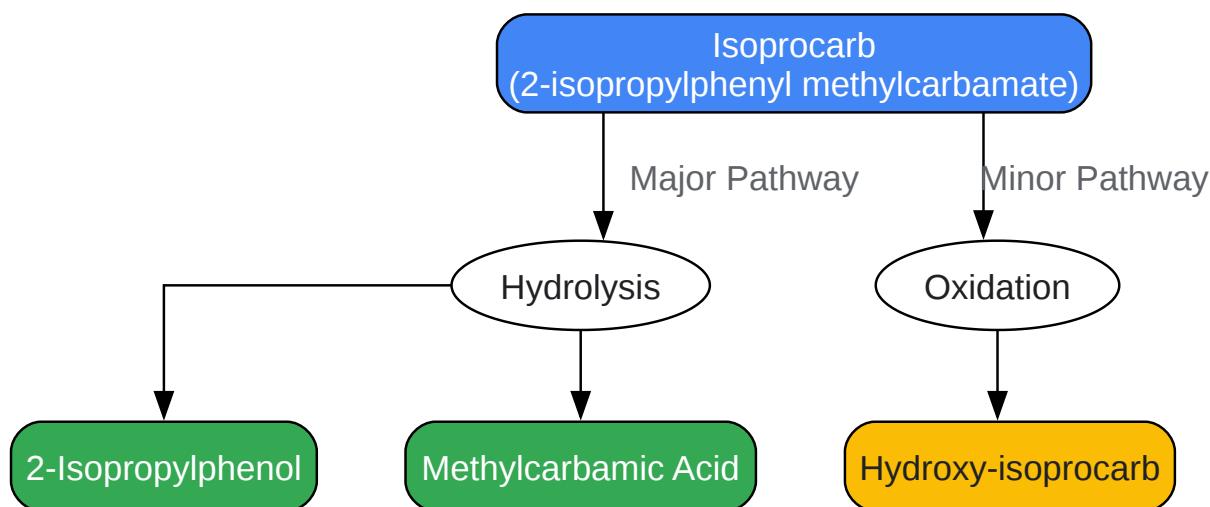 Isoprocarb
(2-isopropylphenyl methylcarbamate)
Major Pathway
Minor Pathway
Hydrolysis
Oxidation
2-Isopropylphenol
Methylcarbamic Acid
Hydroxy-isoprocarb